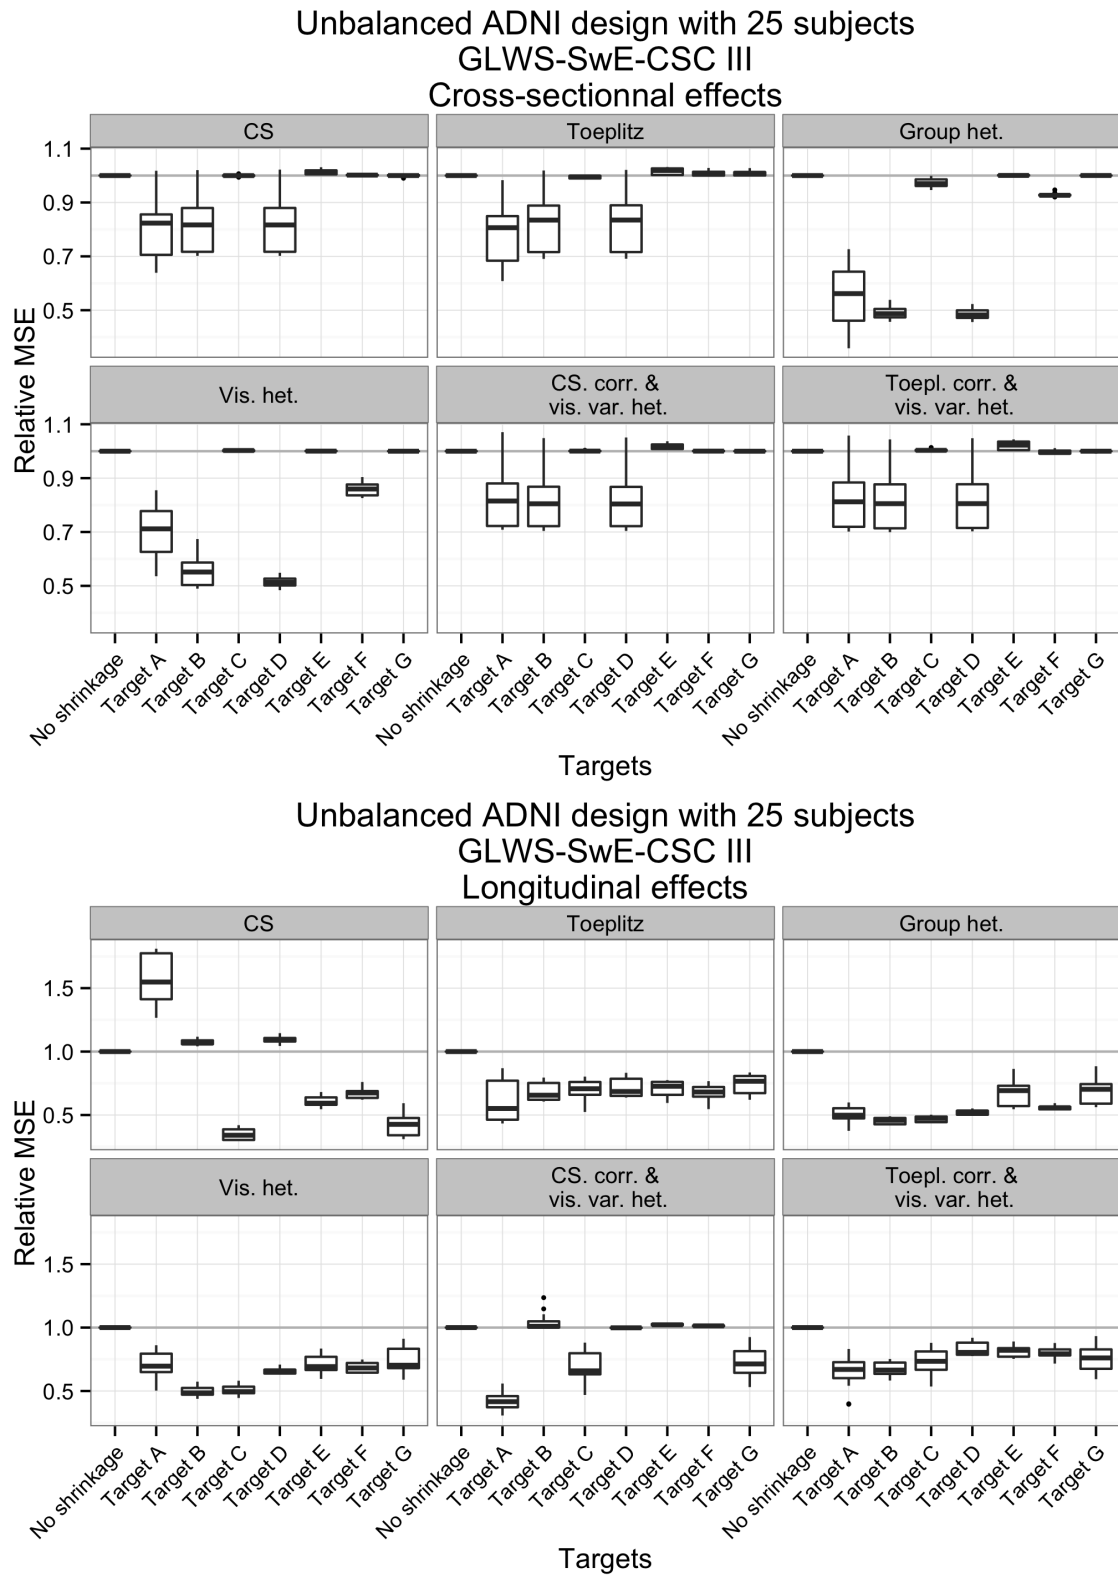 Unbalanced ADNI design with 25 subjects
GLWS-SwE-CSC III
Cross-sectionnal effects
CS
Toeplitz
Group het.
1.1
0.9
0.7
0.5
Relative MSE
Vis. het.
CS. corr. &
vis. var. het.
Toepl. corr. &
vis. var. het.
1.1
0.9
0.7
0.5
No shrinkage
Target A
Target B
Target C
Target D
Target E
Target F
Target G
No shrinkage
Target A
Target B
Target C
Target D
Target E
Target F
Target G
No shrinkage
Target A
Target B
Target C
Target D
Target E
Target F
Target G
Targets
Unbalanced ADNI design with 25 subjects
GLWS-SwE-CSC III
Longitudinal effects
CS
Toeplitz
Group het.
1.5
1.0
0.5
Relative MSE
Vis. het.
CS. corr. &
vis. var. het.
Toepl. corr. &
vis. var. het.
1.5
1.0
0.5
No shrinkage
Target A
Target B
Target C
Target D
Target E
Target F
Target G
No shrinkage
Target A
Target B
Target C
Target D
Target E
Target F
Target G
No shrinkage
Target A
Target B
Target C
Target D
Target E
Target F
Target G
Targets